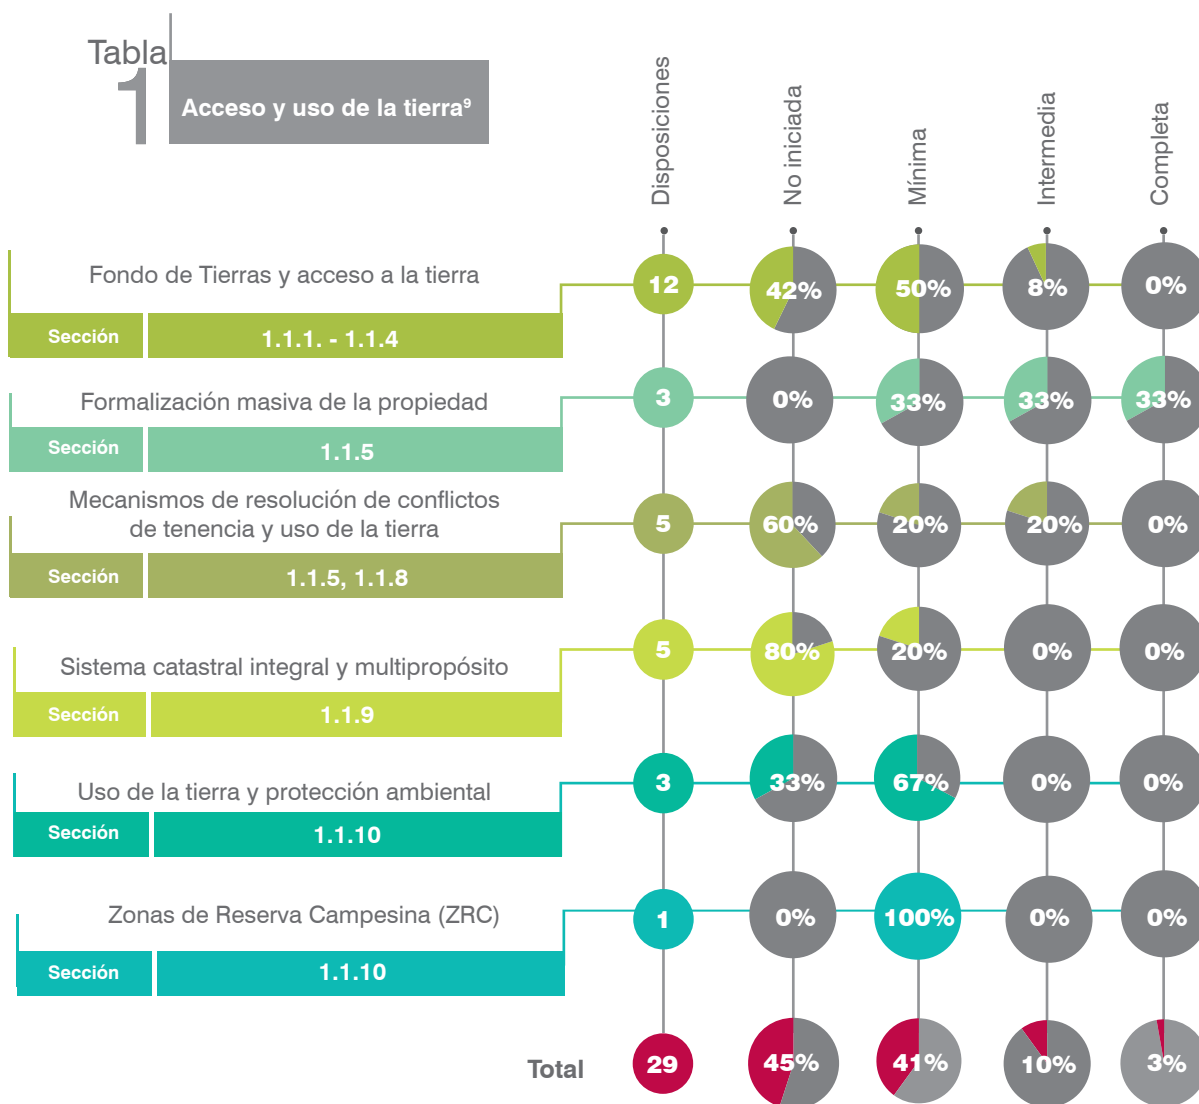 Tabla
1
Acceso y uso de la tierra⁹
Disposiciones
No iniciada
Mínima
Intermedia
Completa
Fondo de Tierras y acceso a la tierra
Sección 1.1.1. - 1.1.4
12 42% 50% 8% 0%
Formalización masiva de la propiedad
Sección 1.1.5
3 0% 33% 33% 33%
Mecanismos de resolución de conflictos
de tenencia y uso de la tierra
Sección 1.1.5, 1.1.8
5 60% 20% 20% 0%
Sistema catastral integral y multipropósito
Sección 1.1.9
5 80% 20% 0% 0%
Uso de la tierra y protección ambiental
Sección 1.1.10
3 33% 67% 0% 0%
Zonas de Reserva Campesina (ZRC)
Sección 1.1.10
1 0% 100% 0% 0%
Total 29 45% 41% 10% 3%